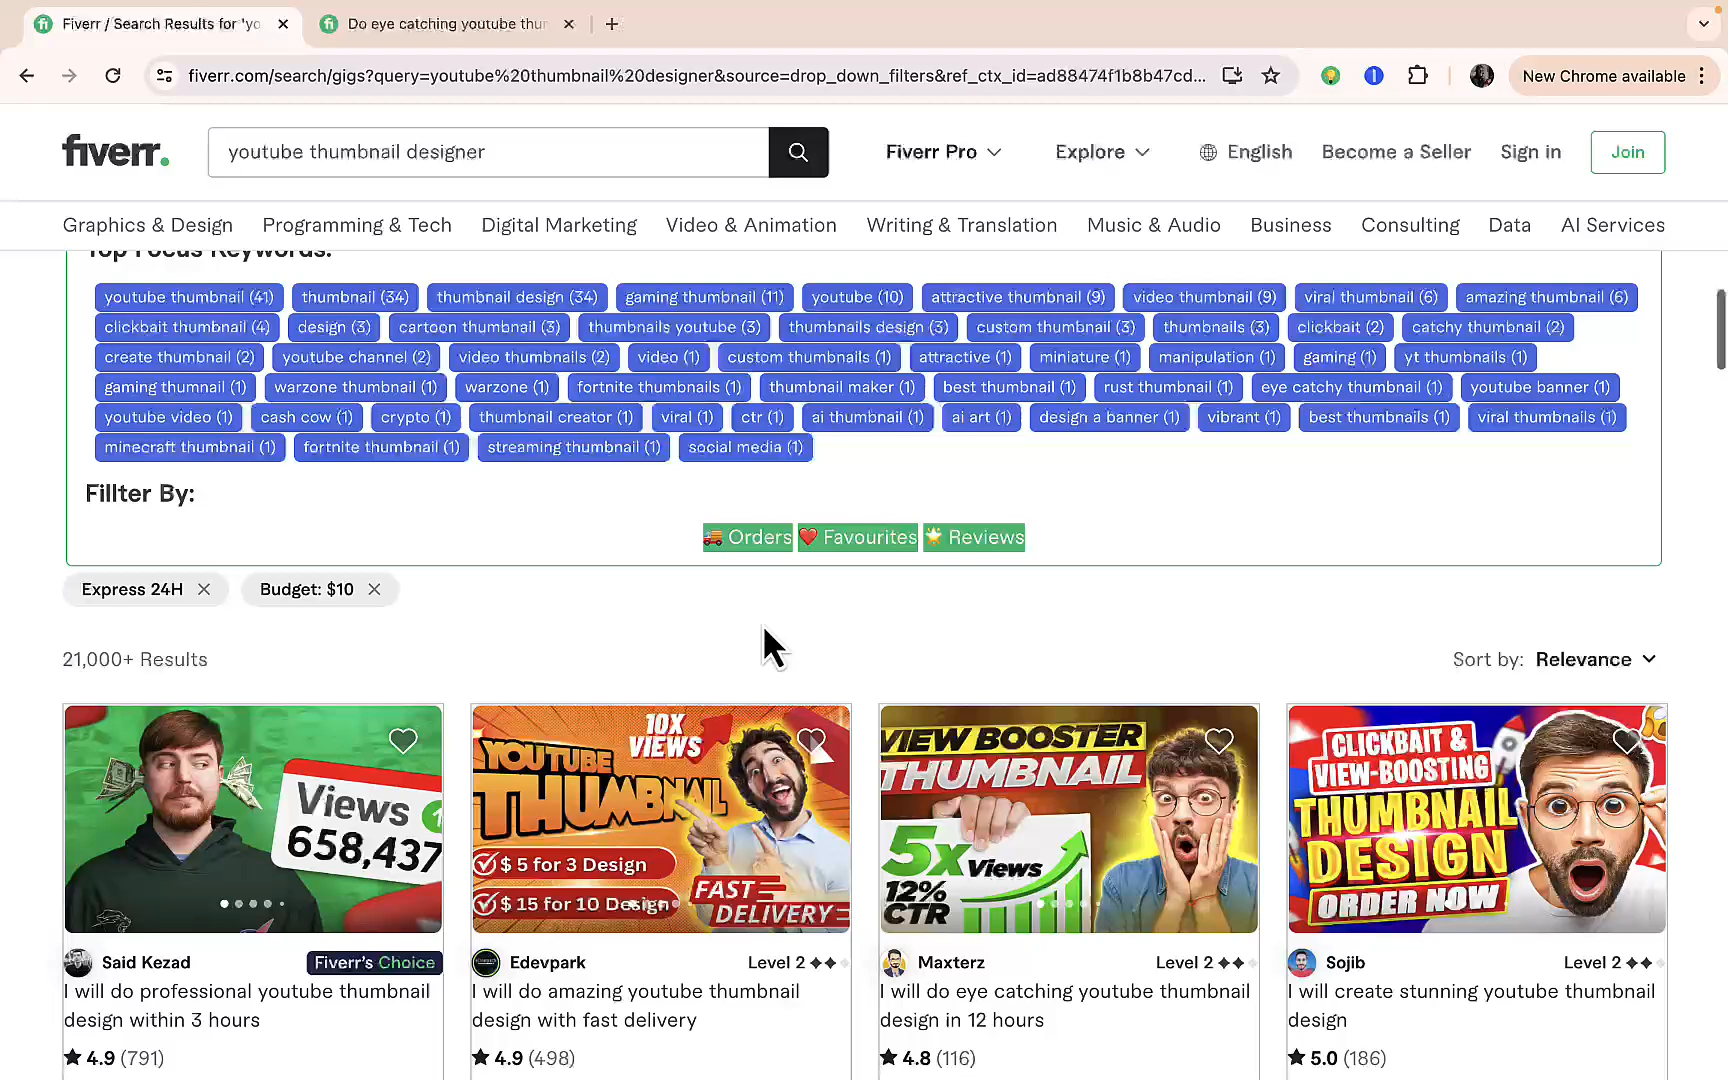 Fiverr / Search Results for 'yo
Do eye catching youtube thun
fiverr.com/search/gigs?query=youtube%20thumbnail%20designer&source=drop_down_filters&ref_ctx_id=ad88474f1b8b47cd...
New Chrome available
fiverr.
youtube thumbnail designer
Fiverr Pro
Explore
English
Become a Seller
Sign in
Join
Graphics & Design
Programming & Tech
Digital Marketing
Video & Animation
Writing & Translation
Music & Audio
Business
Consulting
Data
AI Services
Top Focus Keywords:
youtube thumbnail (41) thumbnail (34) thumbnail design (34) gaming thumbnail (11) youtube (10) attractive thumbnail (9) video thumbnail (9) viral thumbnail (6) amazing thumbnail (6)
clickbait thumbnail (4) design (3) cartoon thumbnail (3) thumbnails youtube (3) thumbnails design (3) custom thumbnail (3) thumbnails (3) clickbait (2) catchy thumbnail (2)
create thumbnail (2) youtube channel (2) video thumbnails (2) video (1) custom thumbnails (1) attractive (1) miniature (1) manipulation (1) gaming (1) yt thumbnails (1)
gaming thumnail (1) warzone thumbnail (1) warzone (1) fortnite thumbnails (1) thumbnail maker (1) best thumbnail (1) rust thumbnail (1) eye catchy thumbnail (1) youtube banner (1)
youtube video (1) cash cow (1) crypto (1) thumbnail creator (1) viral (1) ctr (1) ai thumbnail (1) ai art (1) design a banner (1) vibrant (1) best thumbnails (1) viral thumbnails (1)
minecraft thumbnail (1) fortnite thumbnail (1) streaming thumbnail (1) social media (1)
Fillter By:
🚚 Orders ❤️ Favourites 🌟 Reviews
Express 24H
Budget: $10
21,000+ Results
Sort by: Relevance
Views
658,437
Said Kezad
Fiverr's Choice
I will do professional youtube thumbnail
design within 3 hours
4.9 (791)
10X
VIEWS
YOUTUBE
THUMBNAIL
$ 5 for 3 Design
$ 15 for 10 Design
FAST
DELIVERY
Edevpark
Level 2
I will do amazing youtube thumbnail
design with fast delivery
4.9 (498)
VIEW BOOSTER
THUMBNAIL
5x Views
12%
CTR
Maxterz
Level 2
I will do eye catching youtube thumbnail
design in 12 hours
4.8 (116)
CLICKBAIT &
VIEW-BOOSTING
THUMBNAIL
DESIGN
ORDER NOW
Sojib
Level 2
I will create stunning youtube thumbnail
design
5.0 (186)